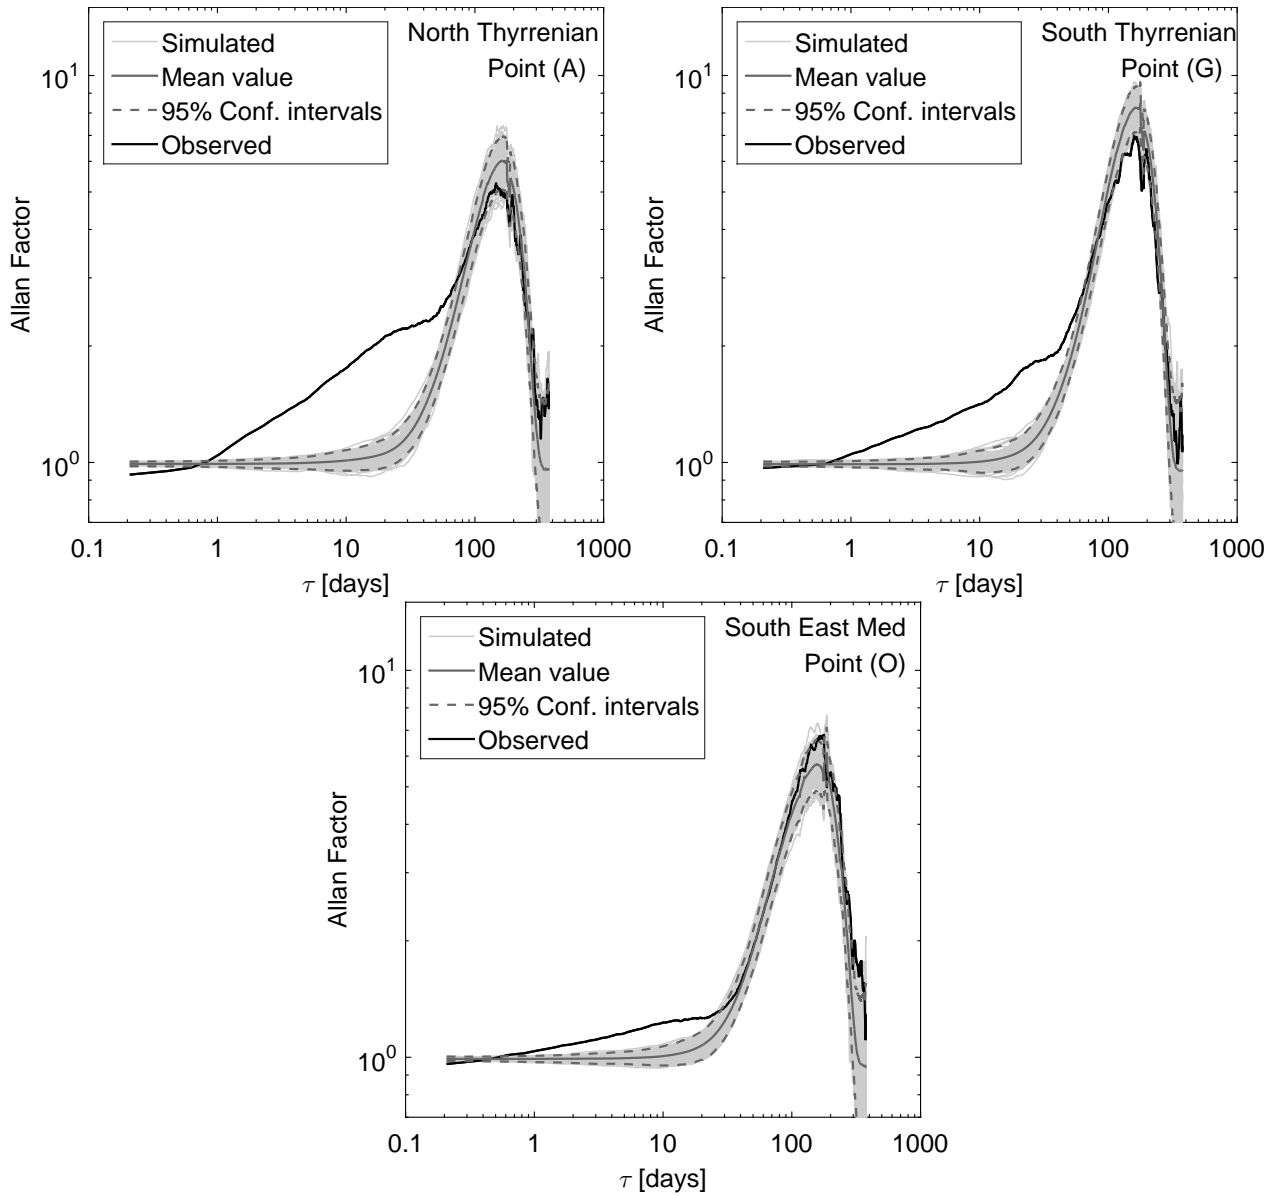 Simulated
Mean value
95% Conf. intervals
Observed
North Thyrrenian
Point (A)
10^1
10^0
Allan Factor
0.1 1 10 100 1000
τ [days]
Simulated
Mean value
95% Conf. intervals
Observed
South Thyrrenian
Point (G)
10^1
10^0
Allan Factor
0.1 1 10 100 1000
τ [days]
Simulated
Mean value
95% Conf. intervals
Observed
South East Med
Point (O)
10^1
10^0
Allan Factor
0.1 1 10 100 1000
τ [days]